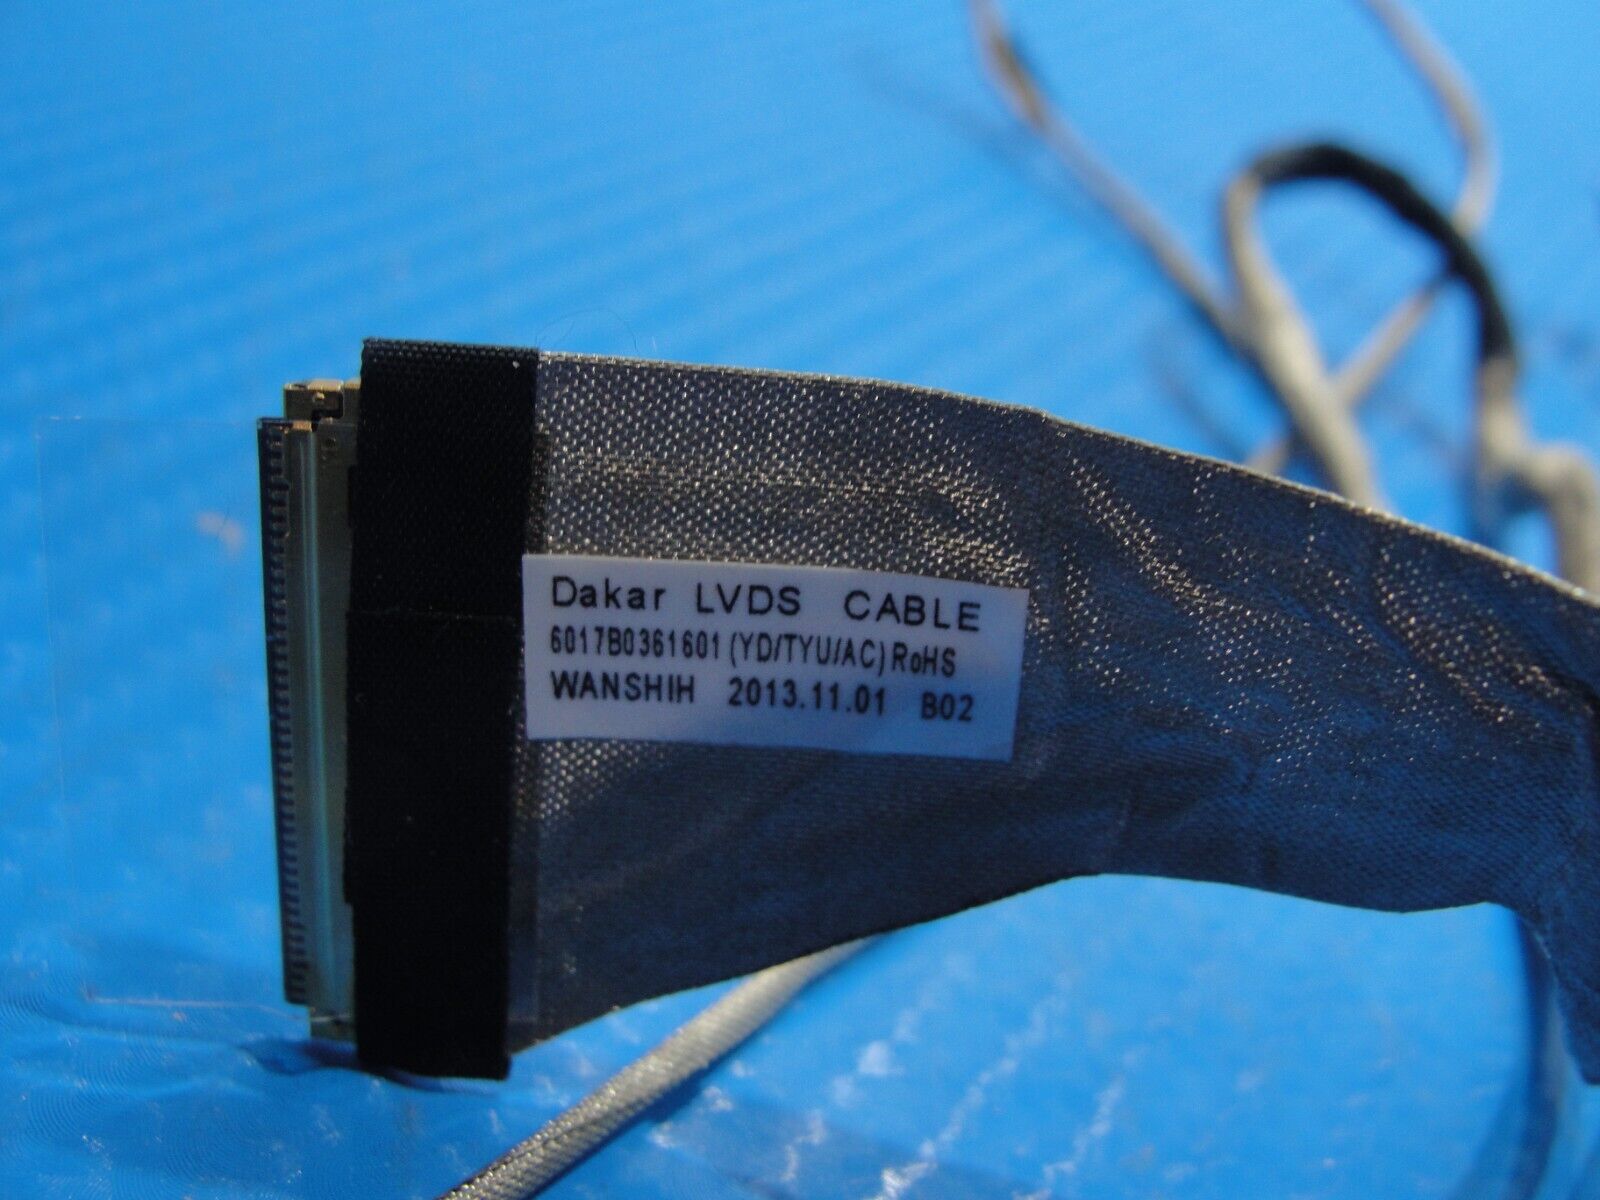 Dakar LVDS CABLE
6017B0361601(YD/TYU/AC)RoHS
WANSHIH 2013.11.01 B02